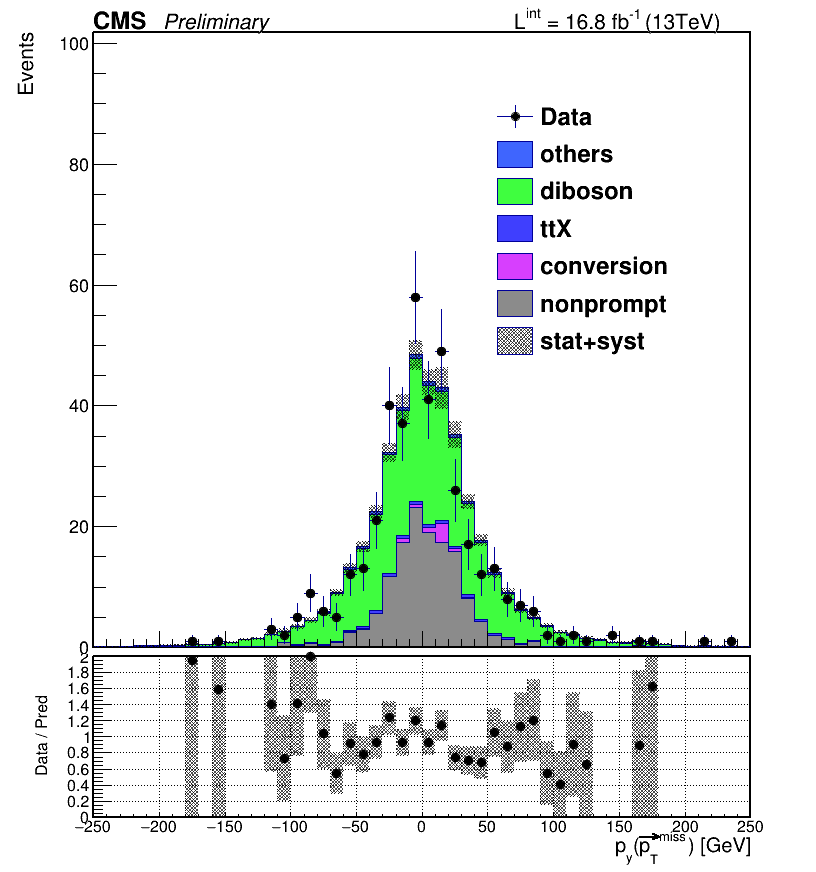 CMS Preliminary L^int = 16.8 fb^-1 (13TeV)
Events
100
80
60
40
20
0
Data
others
diboson
ttX
conversion
nonprompt
stat+syst
Data / Pred
2
1.8
1.6
1.4
1.2
1
0.8
0.6
0.4
0.2
0
−250 −200 −150 −100 −50 0 50 100 150 200 250
p_y(p_T^miss) [GeV]